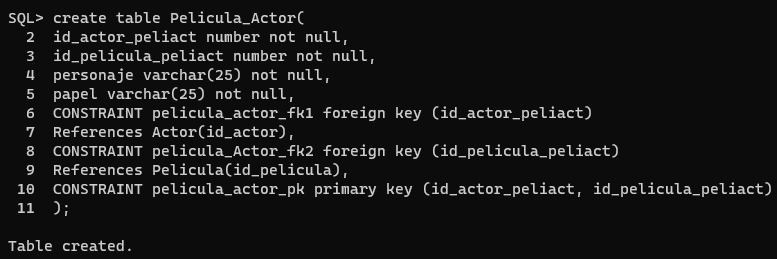 SQL> create table Pelicula_Actor(
  2  id_actor_peliact number not null,
  3  id_pelicula_peliact number not null,
  4  personaje varchar(25) not null,
  5  papel varchar(25) not null,
  6  CONSTRAINT pelicula_actor_fk1 foreign key (id_actor_peliact)
  7  References Actor(id_actor),
  8  CONSTRAINT pelicula_Actor_fk2 foreign key (id_pelicula_peliact)
  9  References Pelicula(id_pelicula),
 10  CONSTRAINT pelicula_actor_pk primary key (id_actor_peliact, id_pelicula_peliact)
 11  );
Table created.